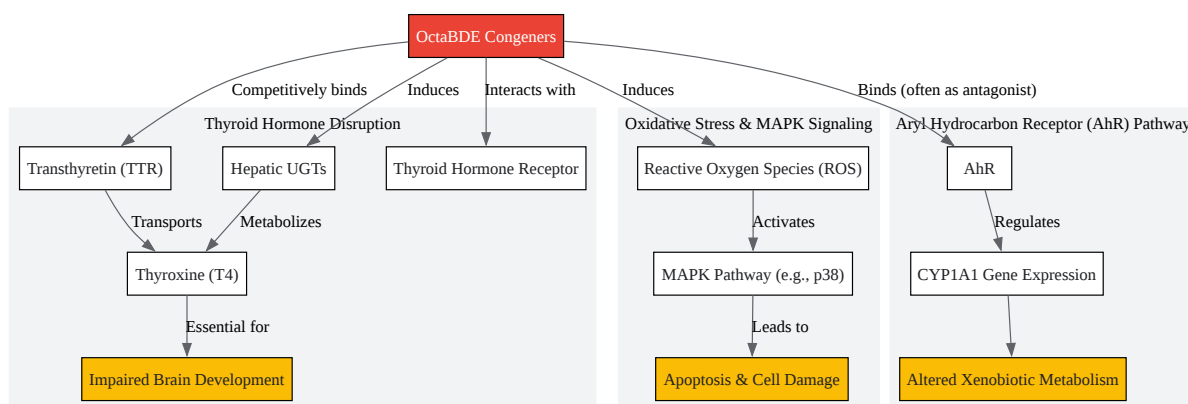 OctaBDE Congeners
Competitively binds
Induces
Interacts with
Induces
Binds (often as antagonist)
Thyroid Hormone Disruption
Oxidative Stress & MAPK Signaling
Aryl Hydrocarbon Receptor (AhR) Pathway
Transthyretin (TTR)
Hepatic UGTs
Thyroid Hormone Receptor
Reactive Oxygen Species (ROS)
AhR
Transports
Metabolizes
Activates
Regulates
Thyroxine (T4)
MAPK Pathway (e.g., p38)
CYP1A1 Gene Expression
Essential for
Leads to
Impaired Brain Development
Apoptosis & Cell Damage
Altered Xenobiotic Metabolism